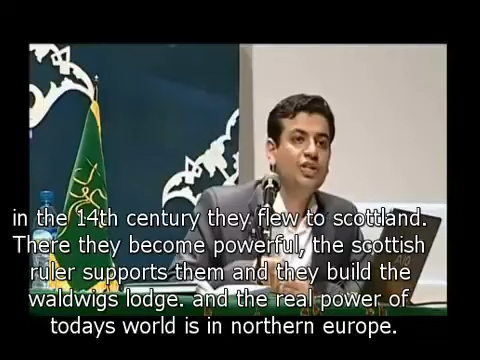 in the 14th century they flew to scottland.
There they become powerful, the scottish
ruler supports them and they build the
waldwigs lodge. and the real power of
todays world is in northern europe.